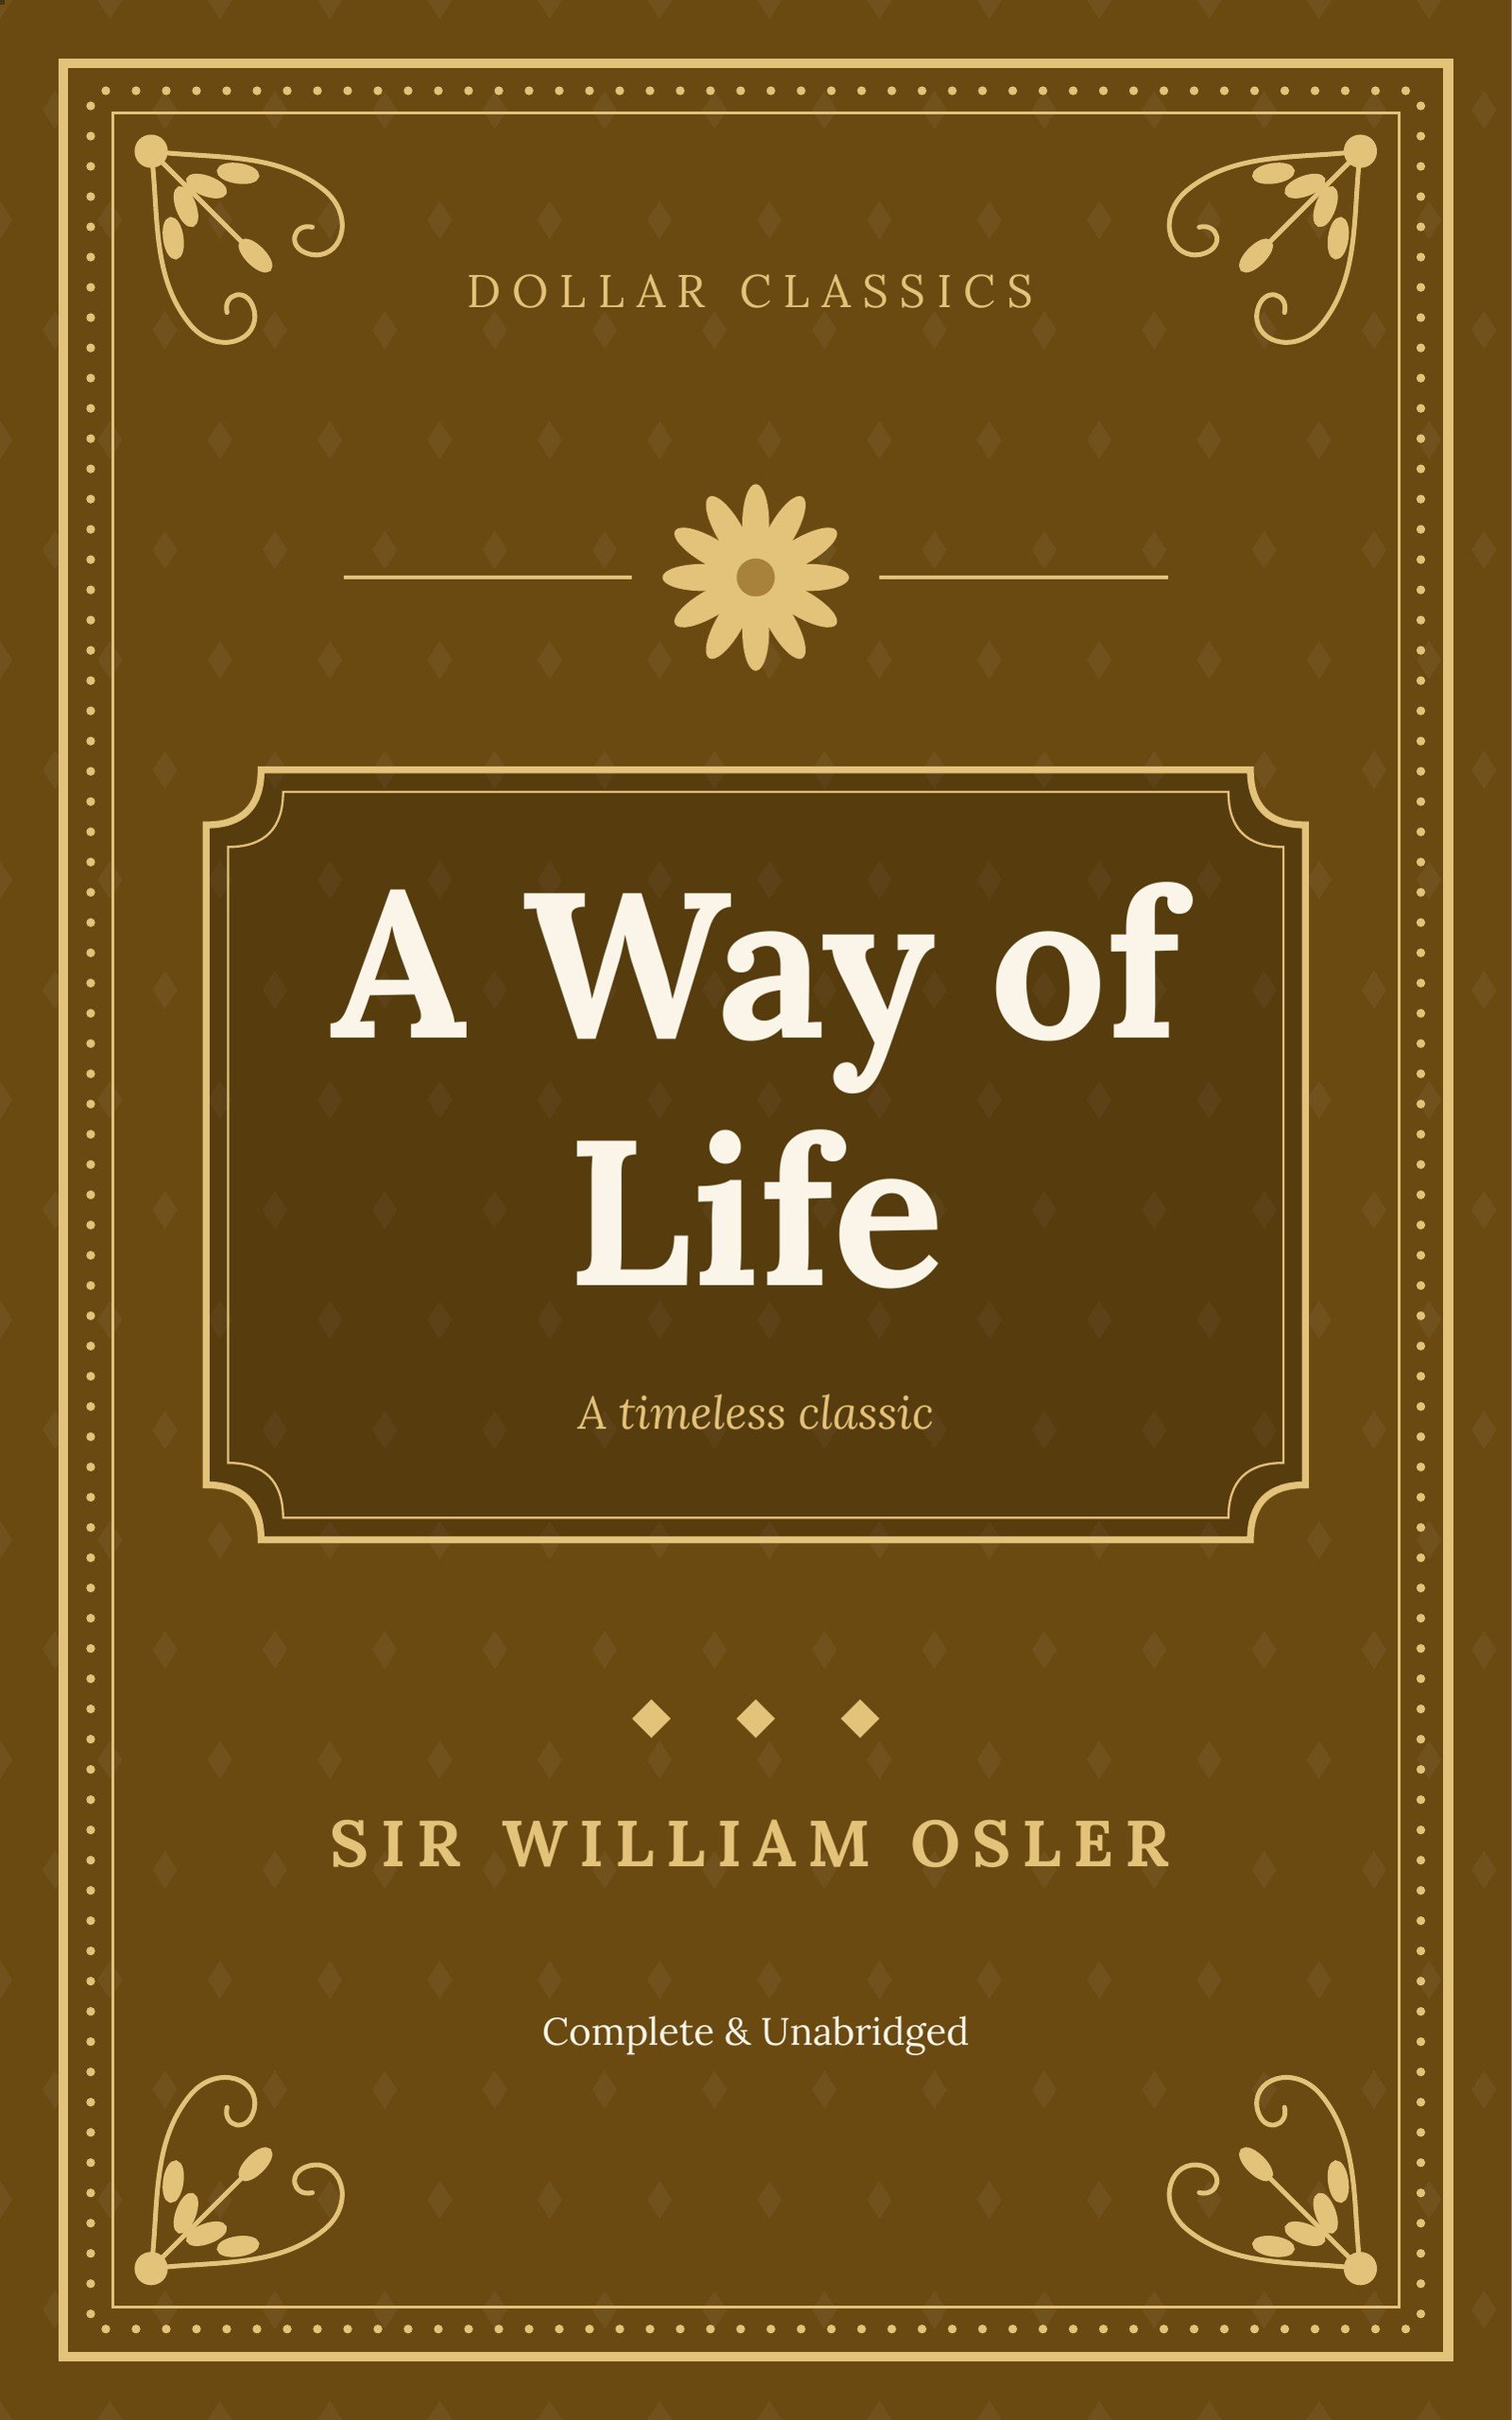 DOLLAR CLASSICS
A Way of
Life
A timeless classic
SIR WILLIAM OSLER
Complete & Unabridged